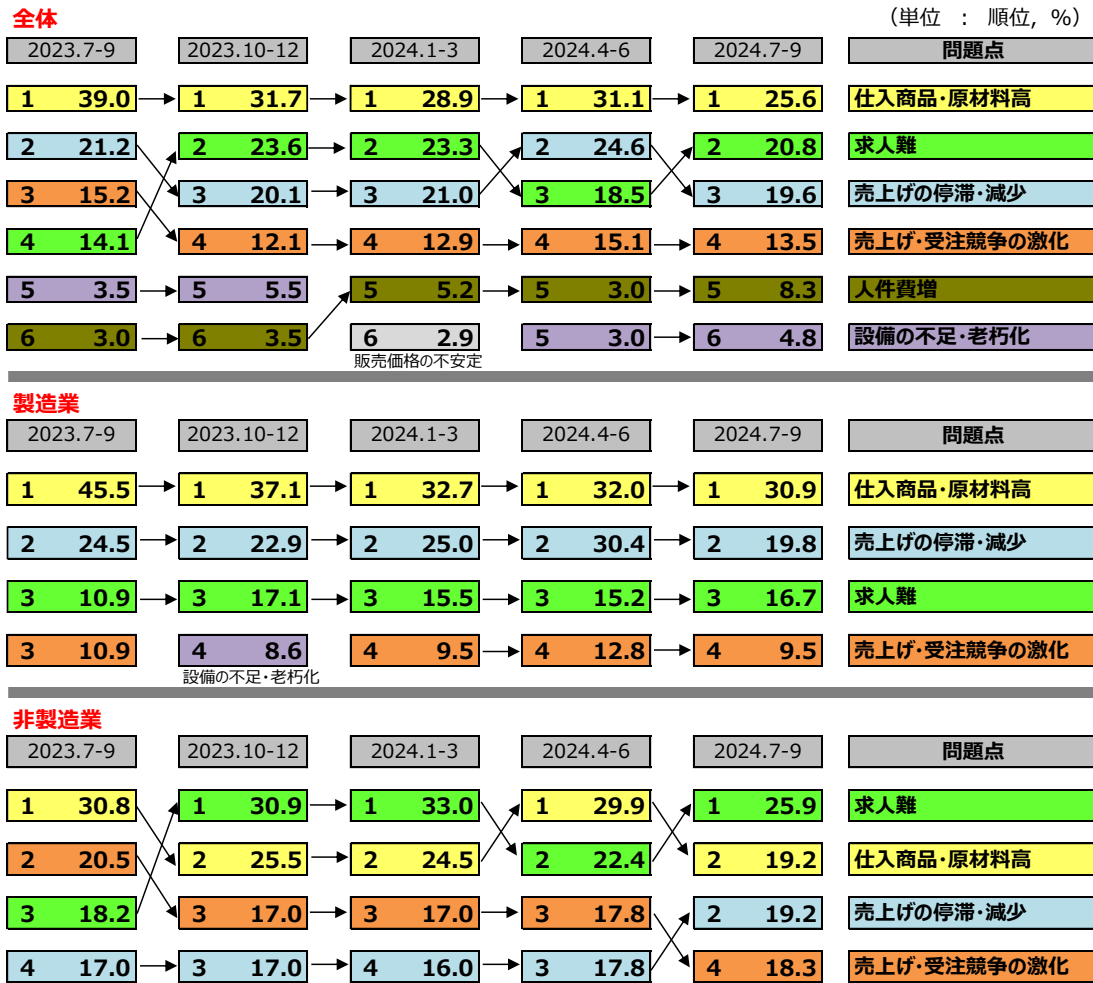 全体 (単位 : 順位, %)
2023.7-9 2023.10-12 2024.1-3 2024.4-6 2024.7-9 問題点
1 39.0 1 31.7 1 28.9 1 31.1 1 25.6 仕入商品・原材料高
2 21.2 2 23.6 2 23.3 2 24.6 2 20.8 求人難
3 15.2 3 20.1 3 21.0 3 18.5 3 19.6 売上げの停滞・減少
4 14.1 4 12.1 4 12.9 4 15.1 4 13.5 売上げ・受注競争の激化
5 3.5 5 5.5 5 5.2 5 3.0 5 8.3 人件費増
6 3.0 6 3.5 6 2.9 5 3.0 6 4.8 設備の不足・老朽化
販売価格の不安定
製造業
2023.7-9 2023.10-12 2024.1-3 2024.4-6 2024.7-9 問題点
1 45.5 1 37.1 1 32.7 1 32.0 1 30.9 仕入商品・原材料高
2 24.5 2 22.9 2 25.0 2 30.4 2 19.8 売上げの停滞・減少
3 10.9 3 17.1 3 15.5 3 15.2 3 16.7 求人難
3 10.9 4 8.6 4 9.5 4 12.8 4 9.5 売上げ・受注競争の激化
設備の不足・老朽化
非製造業
2023.7-9 2023.10-12 2024.1-3 2024.4-6 2024.7-9 問題点
1 30.8 1 30.9 1 33.0 1 29.9 1 25.9 求人難
2 20.5 2 25.5 2 24.5 2 22.4 2 19.2 仕入商品・原材料高
3 18.2 3 17.0 3 17.0 3 17.8 2 19.2 売上げの停滞・減少
4 17.0 3 17.0 4 16.0 3 17.8 4 18.3 売上げ・受注競争の激化